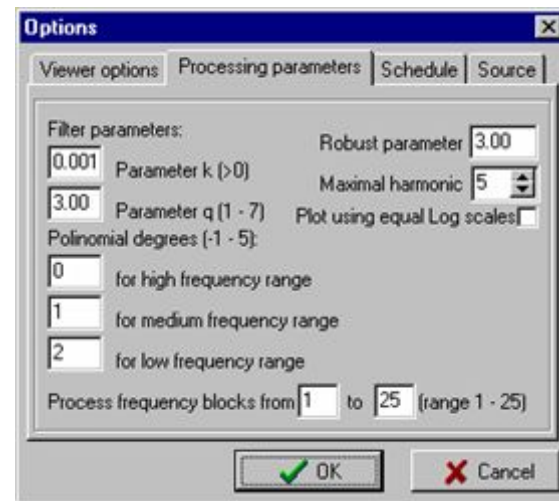 Options
Viewer options Processing parameters Schedule Source
Filter parameters:
0.001 Parameter k (>0)
3.00 Parameter q (1 - 7)
Robust parameter 3.00
Maximal harmonic 5
Plot using equal Log scales
Polinomial degrees (-1 - 5):
0 for high frequency range
1 for medium frequency range
2 for low frequency range
Process frequency blocks from 1 to 25 (range 1 - 25)
OK Cancel